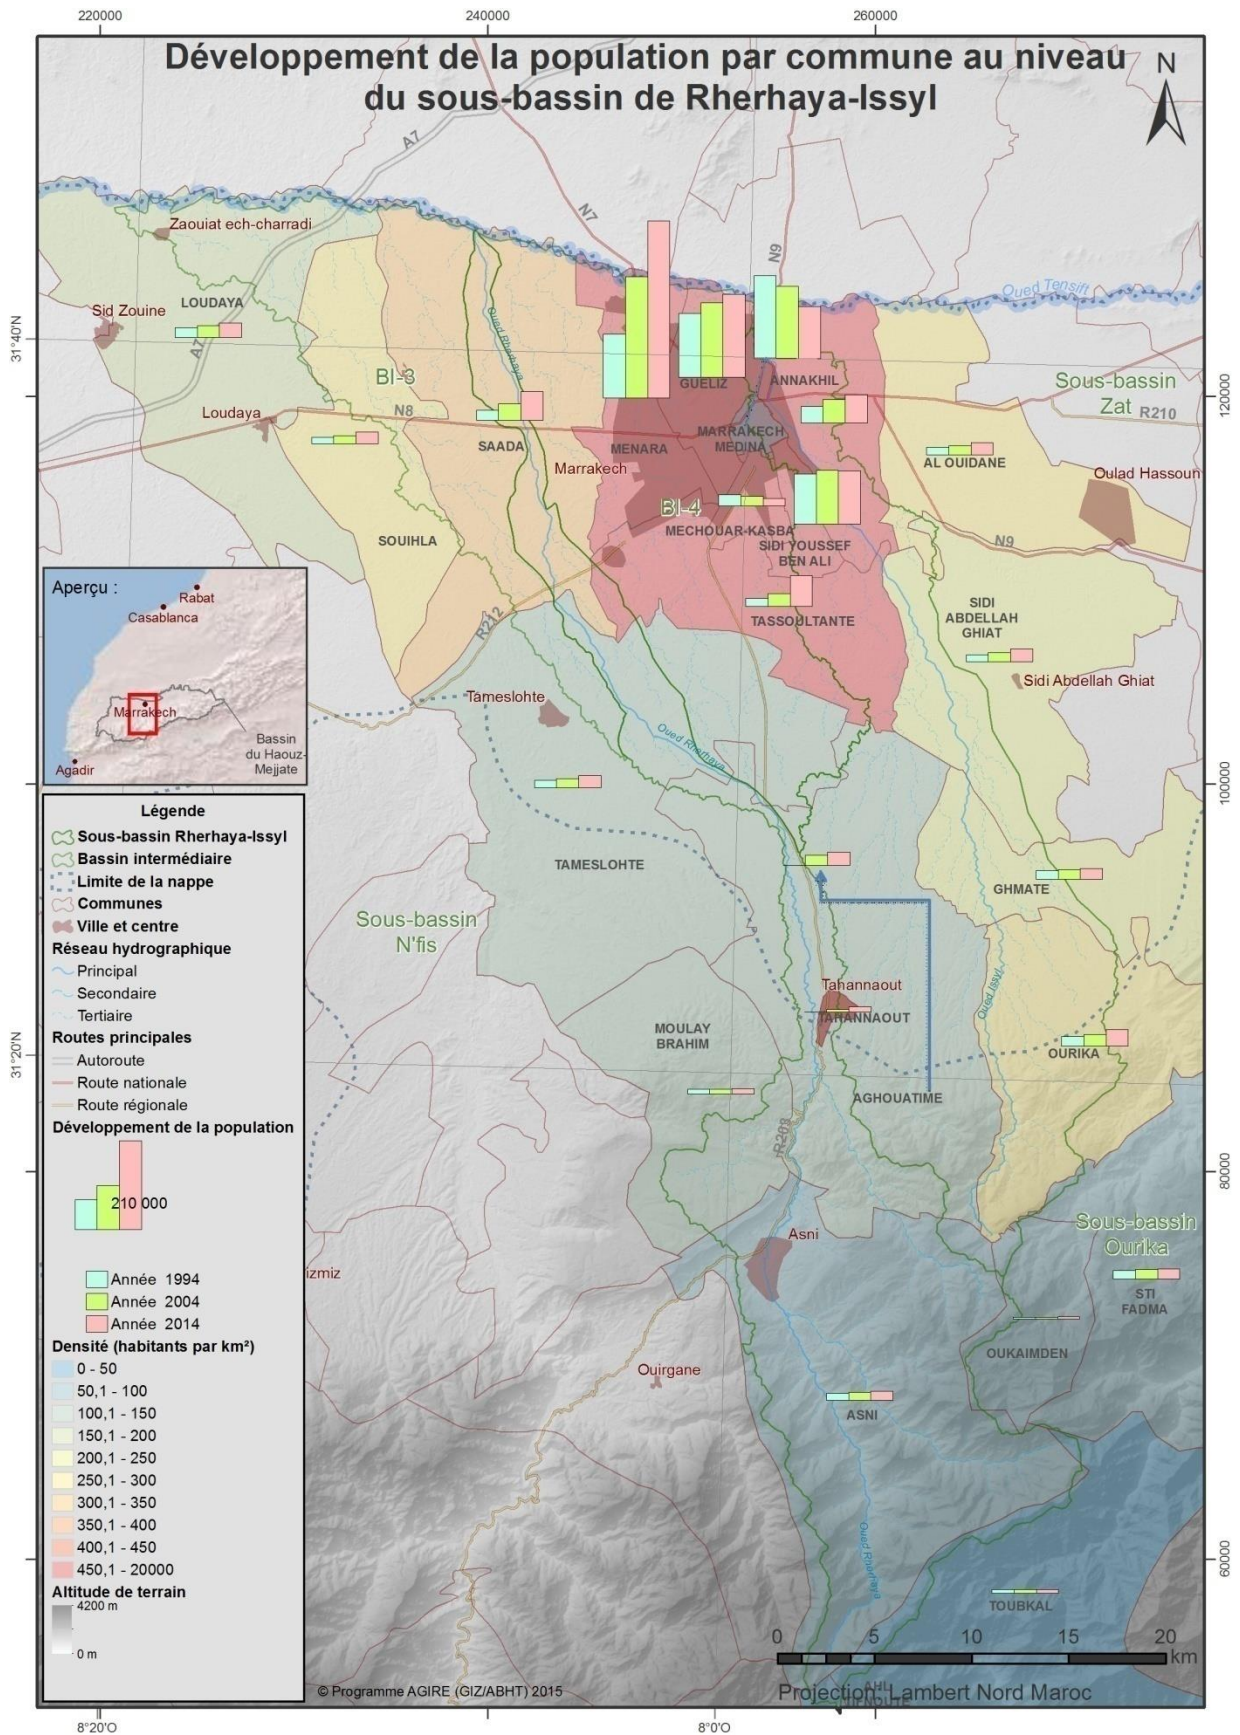 220000
240000
260000
Développement de la population par commune au niveau
du sous-bassin de Rherhaya-Issyl
N
A7
N7
N9
Zaouiat ech-charradi
Oued Tensift
LOUDAYA
Sid Zouine
31°40'N
A7
Oued Rherhaya
BI-3
GUELIZ
ANNAKHIL
Sous-bassin
Zat
120000
R210
Loudaya
N8
SAADA
MENARA
MARRAKECH
MEDINA
Marrakech
AL OUIDANE
Oulad Hassoun
BI-4
MECHOUAR-KASBA
SOUIHLA
SIDI YOUSSEF
BEN ALI
N9
Aperçu :
Rabat
Casablanca
Marrakech
Agadir
Bassin
du Haouz-
Mejjate
R212
TASSOULTANTE
SIDI
ABDELLAH
GHIAT
Sidi Abdellah Ghiat
Tameslohte
Oued Rherhaya
100000
TAMESLOHTE
GHMATE
Sous-bassin
N'fis
Oued Issyl
Tahannaout
TAHANNAOUT
MOULAY
BRAHIM
OURIKA
31°20'N
AGHOUATIME
R203
80000
Asni
Sous-bassin
Ourika
izmiz
STI
FADMA
OUKAIMDEN
Ouirgane
ASNI
Oued Rherhaya
60000
TOUBKAL
Légende
Sous-bassin Rherhaya-Issyl
Bassin intermédiaire
Limite de la nappe
Communes
Ville et centre
Réseau hydrographique
Principal
Secondaire
Tertiaire
Routes principales
Autoroute
Route nationale
Route régionale
Développement de la population
210 000
Année 1994
Année 2004
Année 2014
Densité (habitants par km²)
0 - 50
50,1 - 100
100,1 - 150
150,1 - 200
200,1 - 250
250,1 - 300
300,1 - 350
350,1 - 400
400,1 - 450
450,1 - 20000
Altitude de terrain
4200 m
0 m
0 5 10 15 20
km
© Programme AGIRE (GIZ/ABHT) 2015
Projection: Lambert Nord Maroc
8°20'O
8°0'O